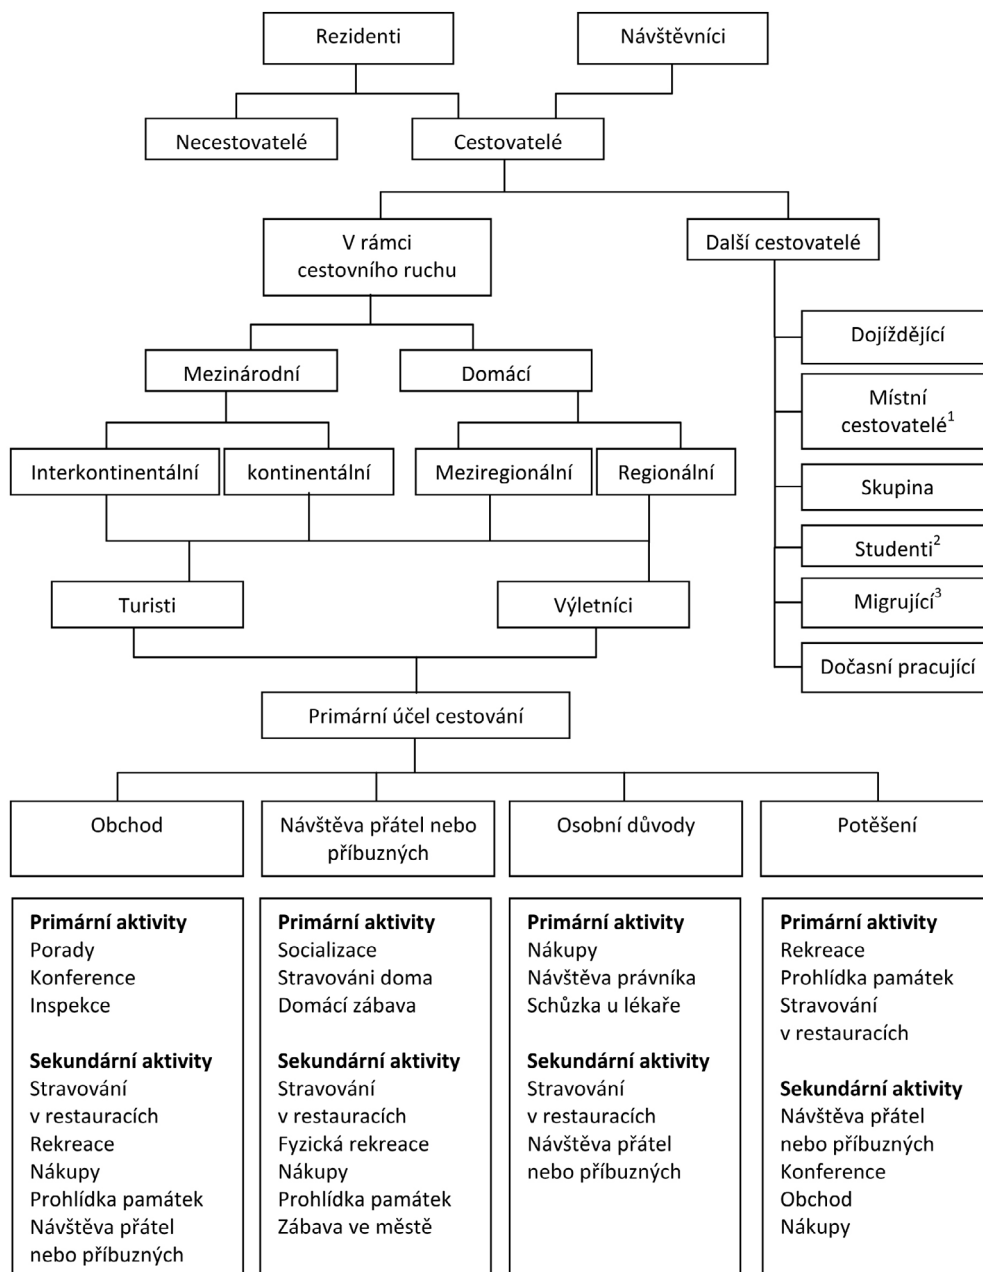 Rezidenti
Návštěvníci
Necestovatelé
Cestovatelé
V rámci
cestovního ruchu
Další cestovatelé
Mezinárodní
Domácí
Interkontinentální
kontinentální
Meziregionální
Regionální
Dojíždějící
Místní
cestovatelé1
Skupina
Studenti2
Migrující3
Dočasní pracující
Turisti
Výletníci
Primární účel cestování
Obchod
Návštěva přátel nebo
příbuzných
Osobní důvody
Potěšení
Primární aktivity
Porady
Konference
Inspekce
Sekundární aktivity
Stravování
v restauracích
Rekreace
Nákupy
Prohlídka památek
Návštěva přátel
nebo příbuzných
Primární aktivity
Socializace
Stravováni doma
Domácí zábava
Sekundární aktivity
Stravování
v restauracích
Fyzická rekreace
Nákupy
Prohlídka památek
Zábava ve městě
Primární aktivity
Nákupy
Návštěva právníka
Schůzka u lékaře
Sekundární aktivity
Stravování
v restauracích
Návštěva přátel
nebo příbuzných
Primární aktivity
Rekreace
Prohlídka památek
Stravování
v restauracích
Sekundární aktivity
Návštěva přátel
nebo příbuzných
Konference
Obchod
Nákupy